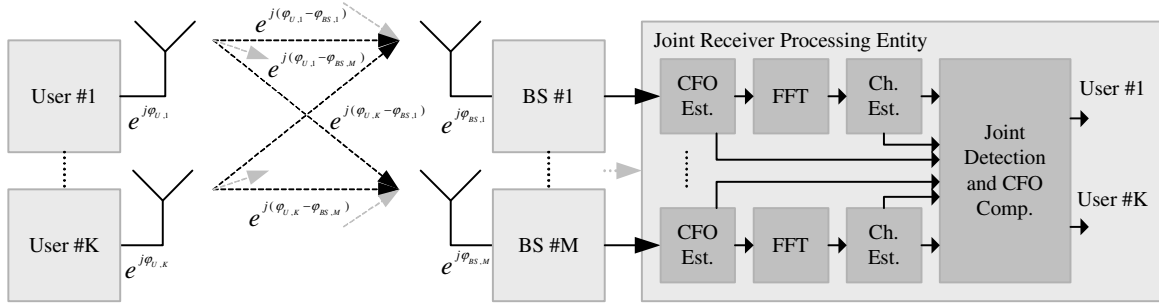 e^{j(φ_{U,1}−φ_{BS,1})}
Joint Receiver Processing Entity
e^{j(φ_{U,1}−φ_{BS,M})}
User #1
BS #1
CFO
Est.
FFT
Ch.
Est.
User #1
e^{jφ_{U,1}}
e^{j(φ_{U,K}−φ_{BS,1})}
e^{jφ_{BS,1}}
Joint
Detection
and CFO
Comp.
User #K
e^{j(φ_{U,K}−φ_{BS,M})}
User #K
BS #M
CFO
Est.
FFT
Ch.
Est.
e^{jφ_{U,K}}
e^{jφ_{BS,M}}